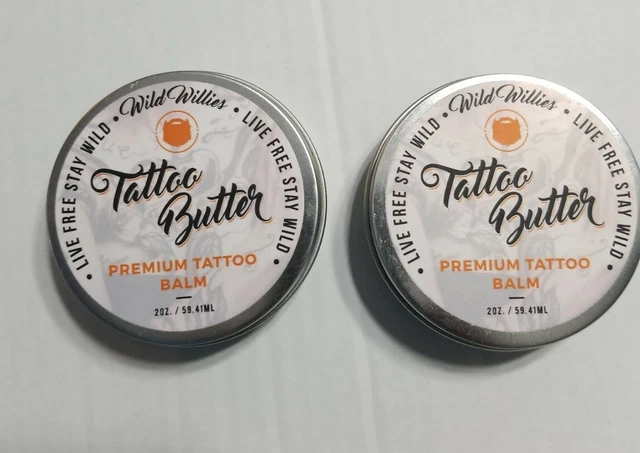 • Wild Willies •
LIVE FREE STAY WILD
LIVE FREE STAY WILD
Tattoo
Butter
PREMIUM TATTOO
BALM
2OZ. / 59.41ML
• Wild Willies •
LIVE FREE STAY WILD
LIVE FREE STAY WILD
Tattoo
Butter
PREMIUM TATTOO
BALM
2OZ. / 59.41ML